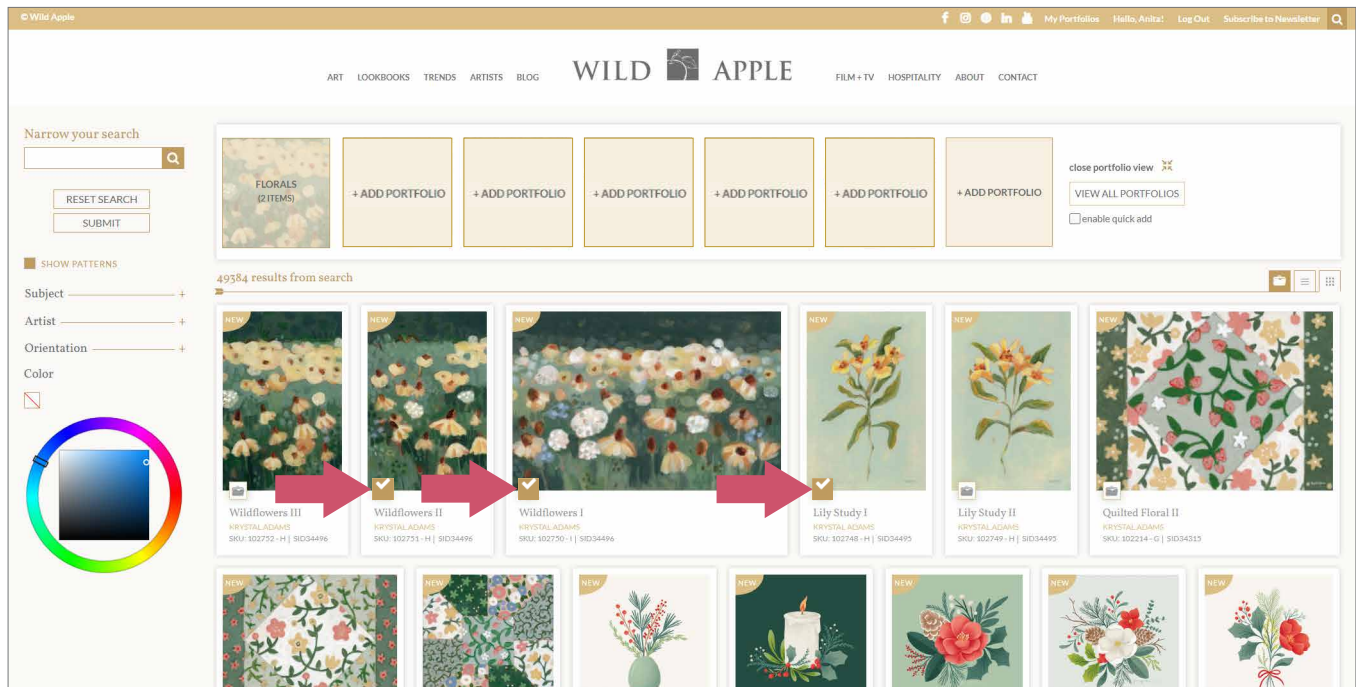 © Wild Apple
My Portfolios Hello, Anita! Log Out Subscribe to Newsletter
ART LOOKBOOKS TRENDS ARTISTS BLOG WILD APPLE FILM + TV HOSPITALITY ABOUT CONTACT
Narrow your search
RESET SEARCH
SUBMIT
SHOW PATTERNS
Subject
Artist
Orientation
Color
FLORALS
(2 ITEMS)
+ ADD PORTFOLIO
+ ADD PORTFOLIO
+ ADD PORTFOLIO
+ ADD PORTFOLIO
+ ADD PORTFOLIO
+ ADD PORTFOLIO
close portfolio view
VIEW ALL PORTFOLIOS
enable quick add
49384 results from search
NEW
Wildflowers III
KRYSTAL ADAMS
SKU: 102752 - H | SID34496
NEW
Wildflowers II
KRYSTAL ADAMS
SKU: 102751 - H | SID34496
NEW
Wildflowers I
KRYSTAL ADAMS
SKU: 102750 - I | SID34496
NEW
Lily Study I
KRYSTAL ADAMS
SKU: 102748 - H | SID34495
NEW
Lily Study II
KRYSTAL ADAMS
SKU: 102749 - H | SID34495
NEW
Quilted Floral II
KRYSTAL ADAMS
SKU: 102214 - G | SID34315
NEW
NEW
NEW
NEW
NEW
NEW
NEW